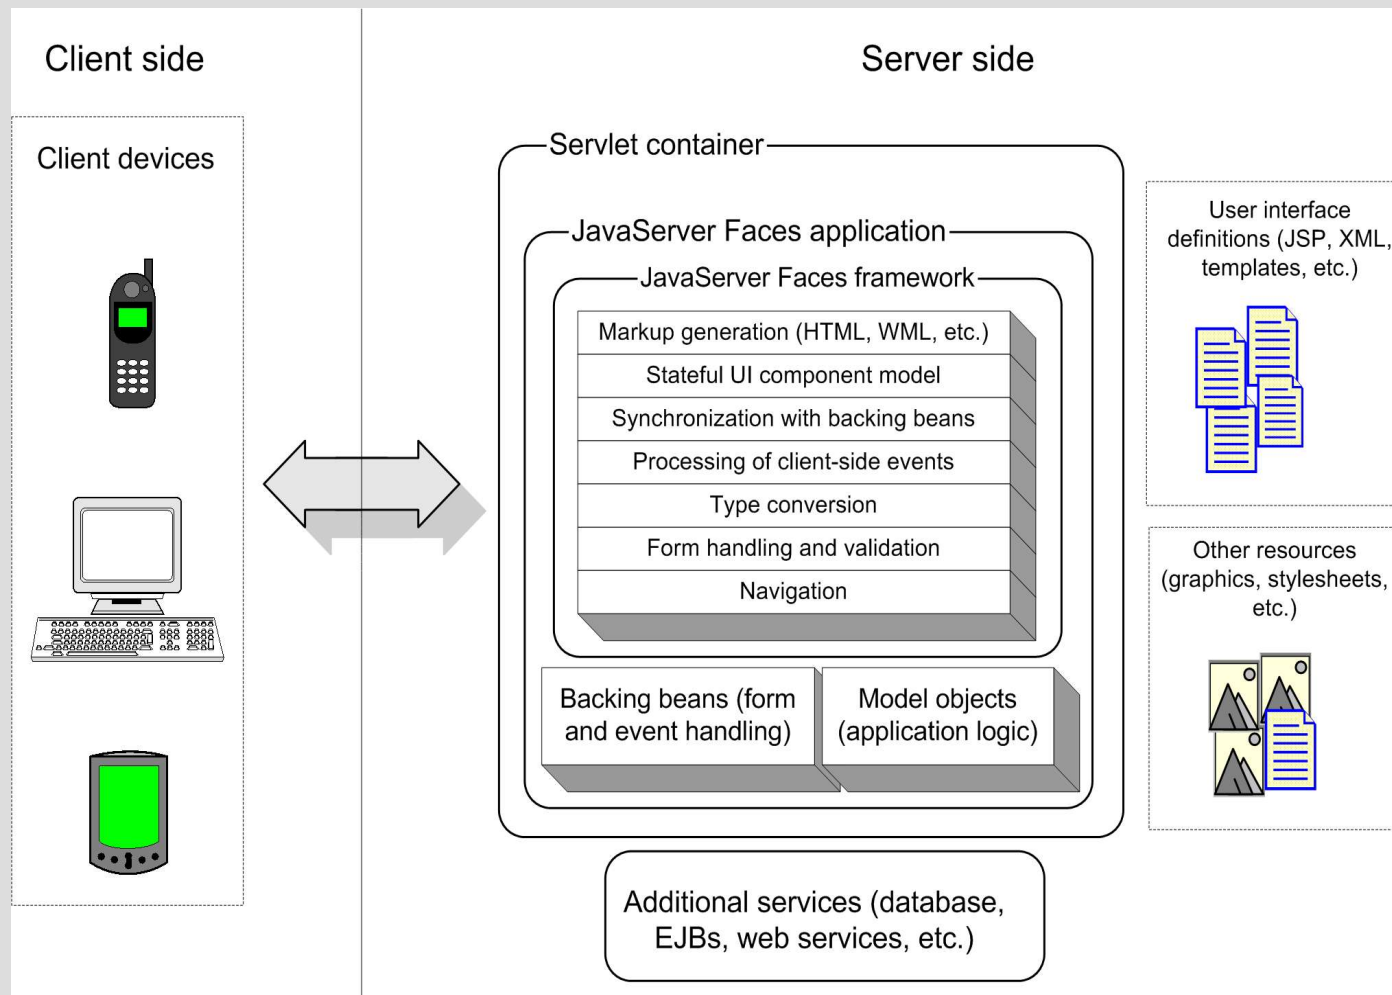 Client side
Server side
Client devices
Servlet container
JavaServer Faces application
JavaServer Faces framework
Markup generation (HTML, WML, etc.)
Stateful UI component model
Synchronization with backing beans
Processing of client-side events
Type conversion
Form handling and validation
Navigation
Backing beans (form
and event handling)
Model objects
(application logic)
User interface
definitions (JSP, XML,
templates, etc.)
Other resources
(graphics, stylesheets,
etc.)
Additional services (database,
EJBs, web services, etc.)